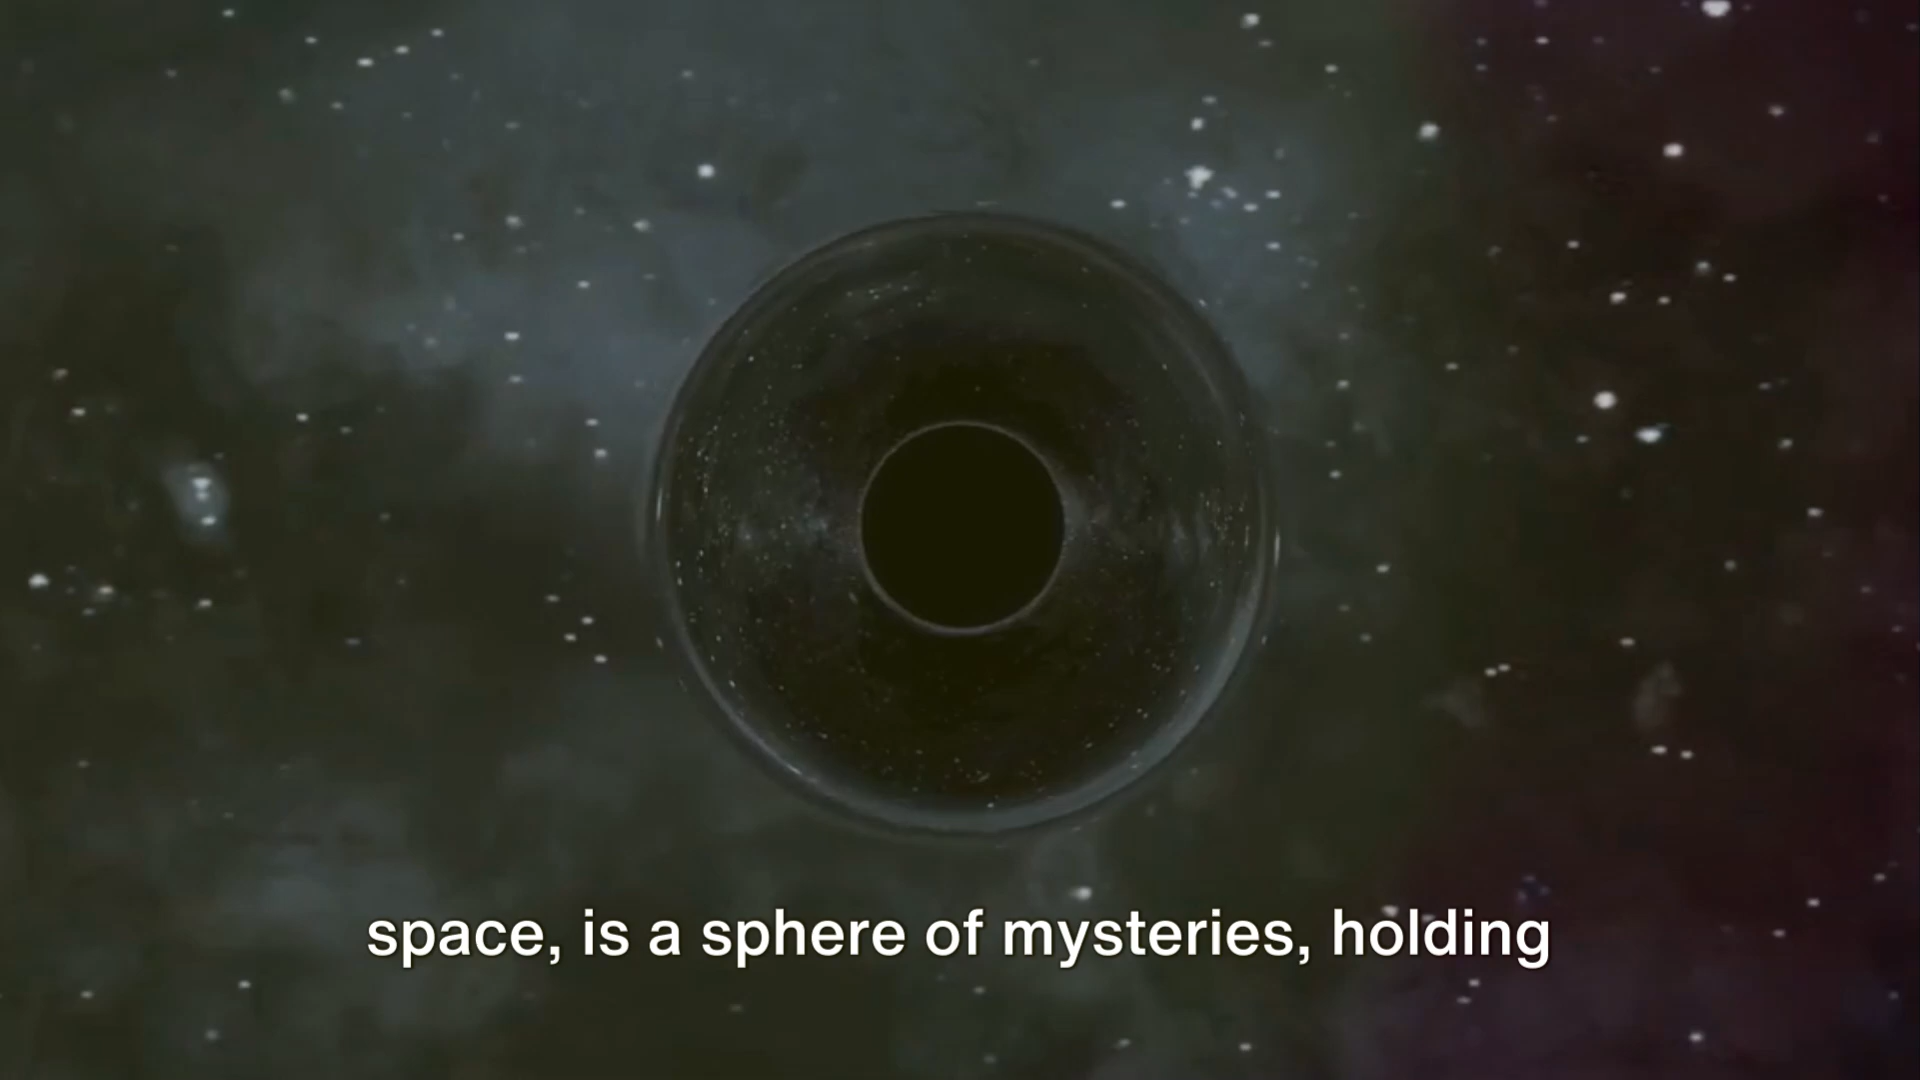 space, is a sphere of mysteries, holding